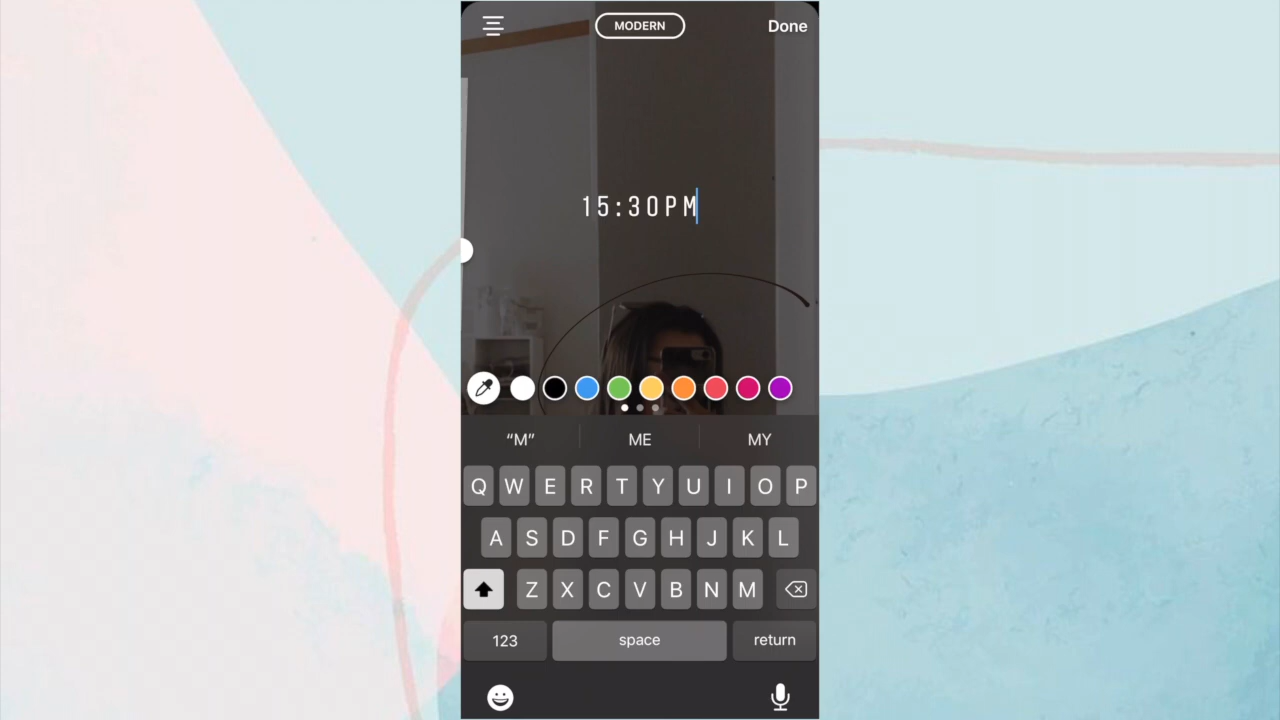 MODERN Done
15:30PM
“M” ME MY
Q W E R T Y U I O P
A S D F G H J K L
Z X C V B N M
123 space return